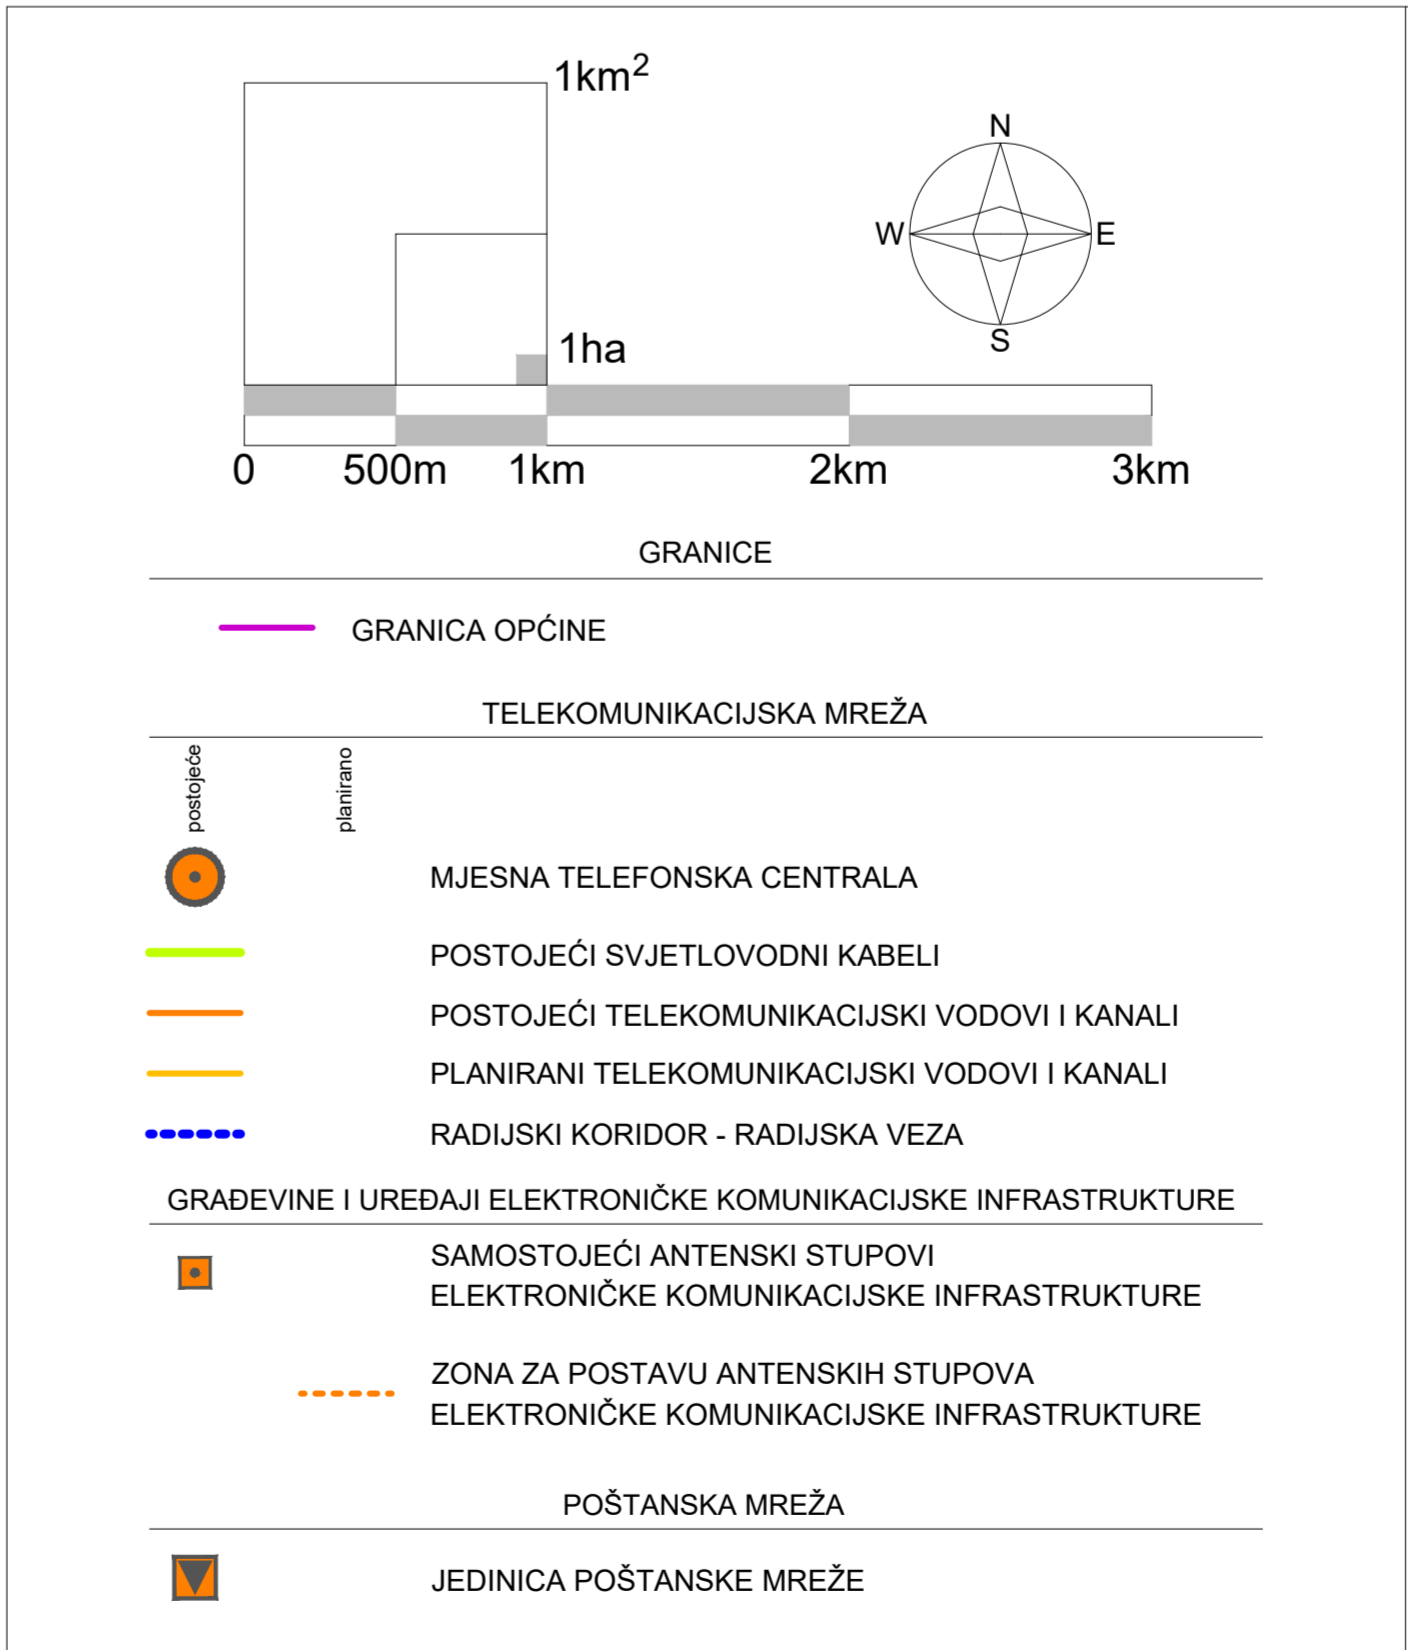 1km²
N
W E
S
1ha
0 500m 1km 2km 3km
GRANICE
GRANICA OPĆINE
TELEKOMUNIKACIJSKA MREŽA
postojeće planirano
MJESNA TELEFONSKA CENTRALA
POSTOJEĆI SVJETLOVODNI KABELI
POSTOJEĆI TELEKOMUNIKACIJSKI VODOVI I KANALI
PLANIRANI TELEKOMUNIKACIJSKI VODOVI I KANALI
RADIJSKI KORIDOR - RADIJSKA VEZA
GRAĐEVINE I UREĐAJI ELEKTRONIČKE KOMUNIKACIJSKE INFRASTRUKTURE
SAMOSTOJEĆI ANTENSKI STUPOVI
ELEKTRONIČKE KOMUNIKACIJSKE INFRASTRUKTURE
ZONA ZA POSTAVU ANTENSKIH STUPOVA
ELEKTRONIČKE KOMUNIKACIJSKE INFRASTRUKTURE
POŠTANSKA MREŽA
JEDINICA POŠTANSKE MREŽE